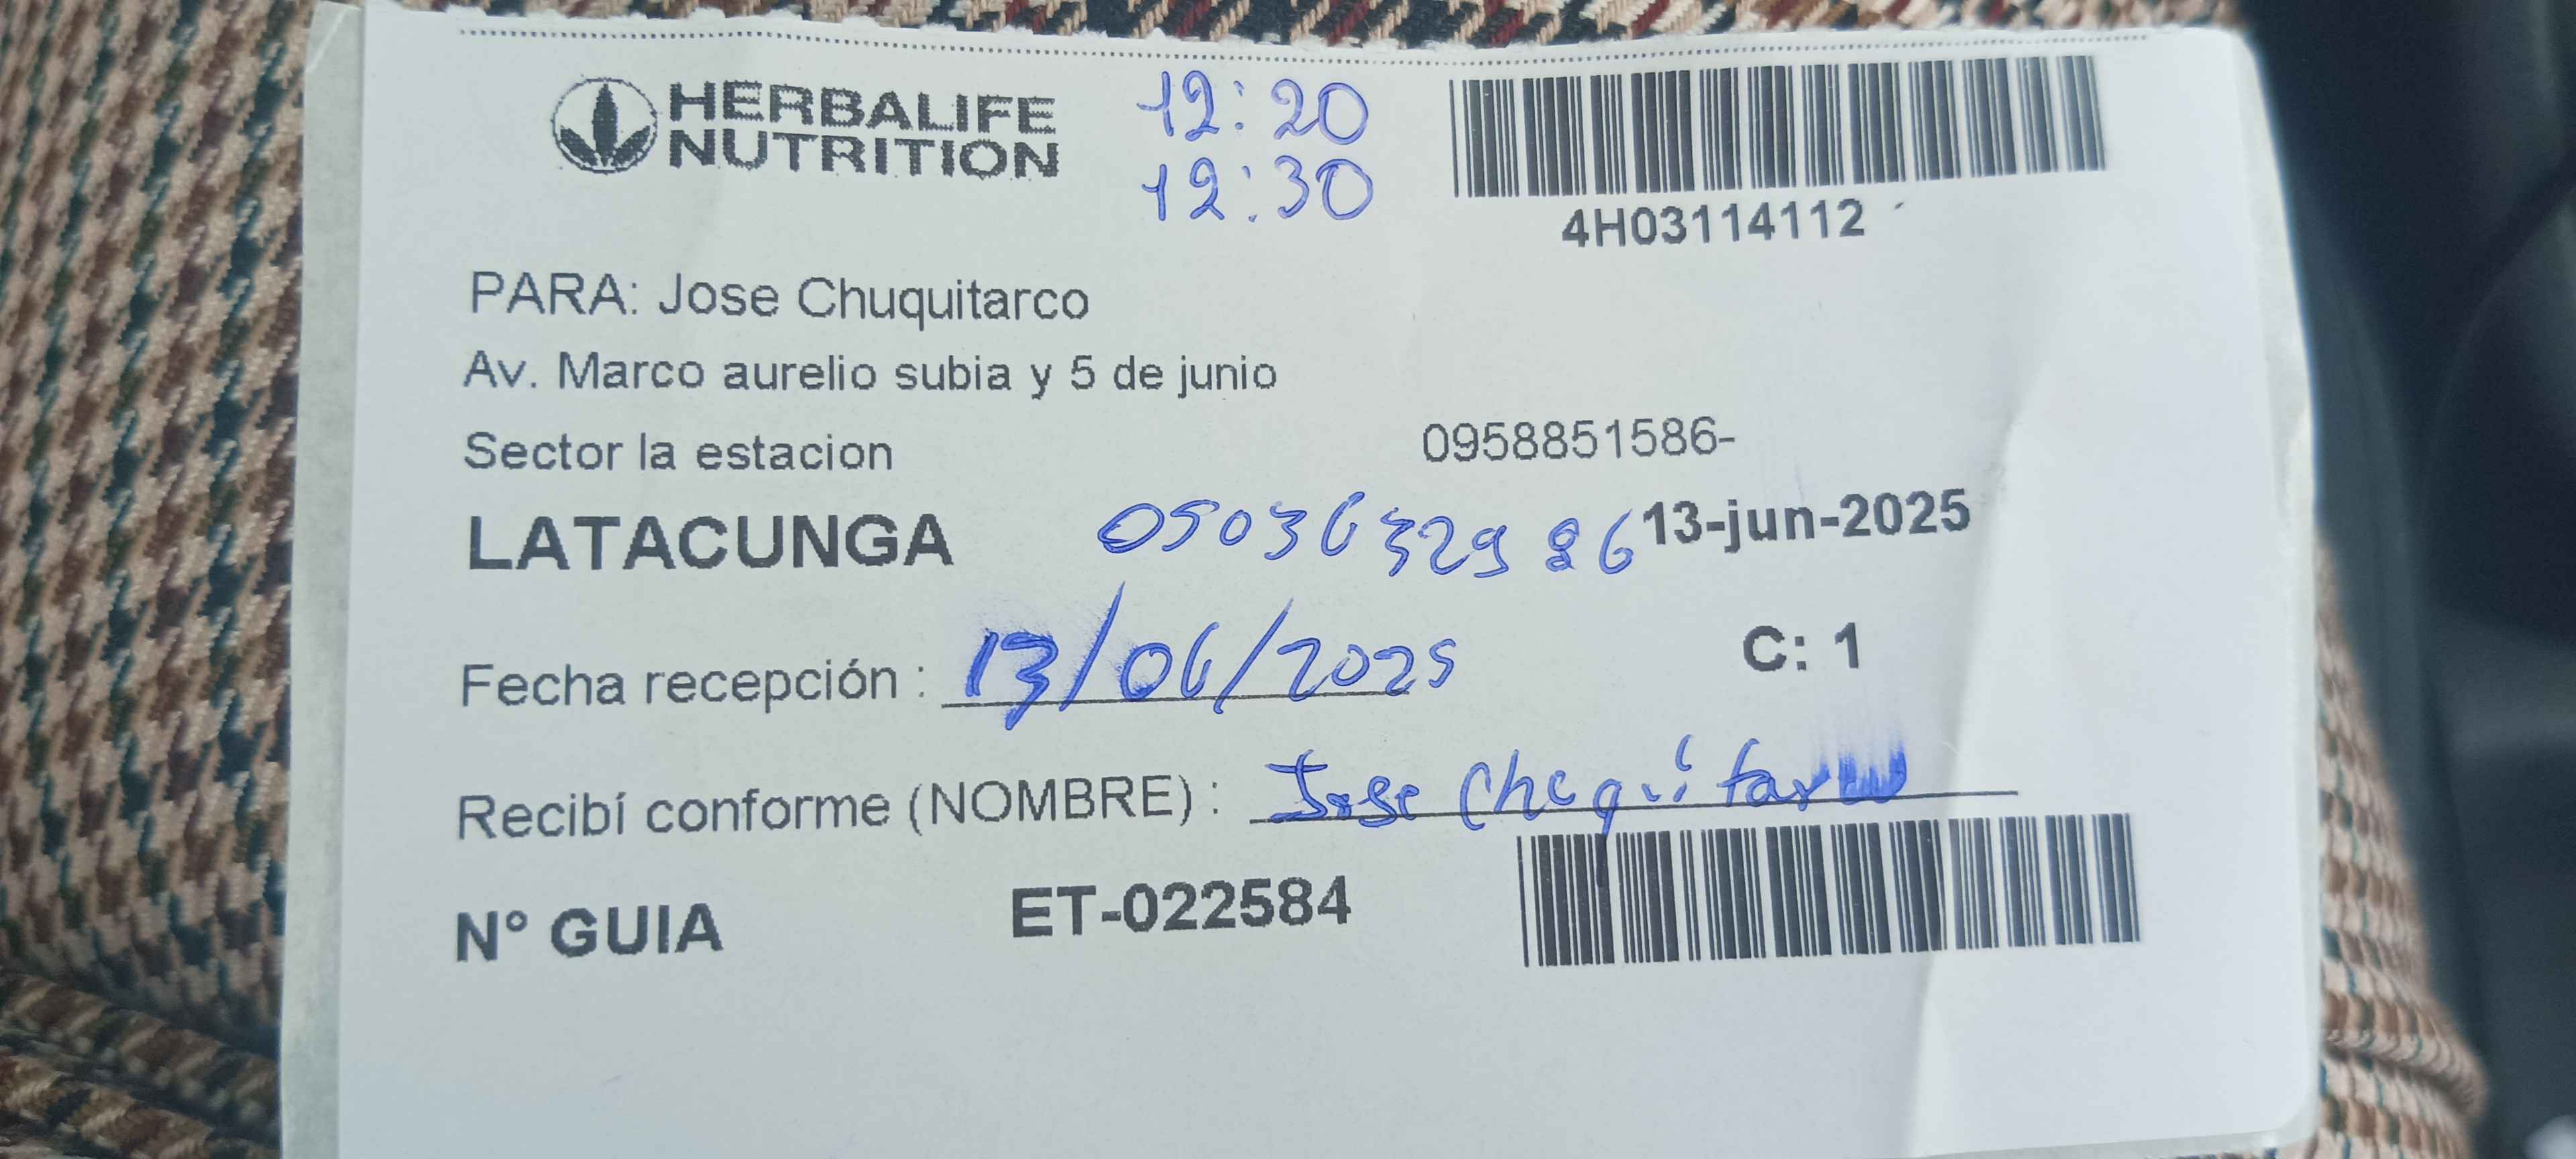 HERBALIFE
NUTRITION
12:20
12:30
4H03114112
PARA: Jose Chuquitarco
Av. Marco aurelio subia y 5 de junio
Sector la estacion
0958851586-
LATACUNGA
13-jun-2025
Fecha recepción : 13/06/2025
C: 1
Recibí conforme (NOMBRE) : Jose
N° GUIA
ET-022584